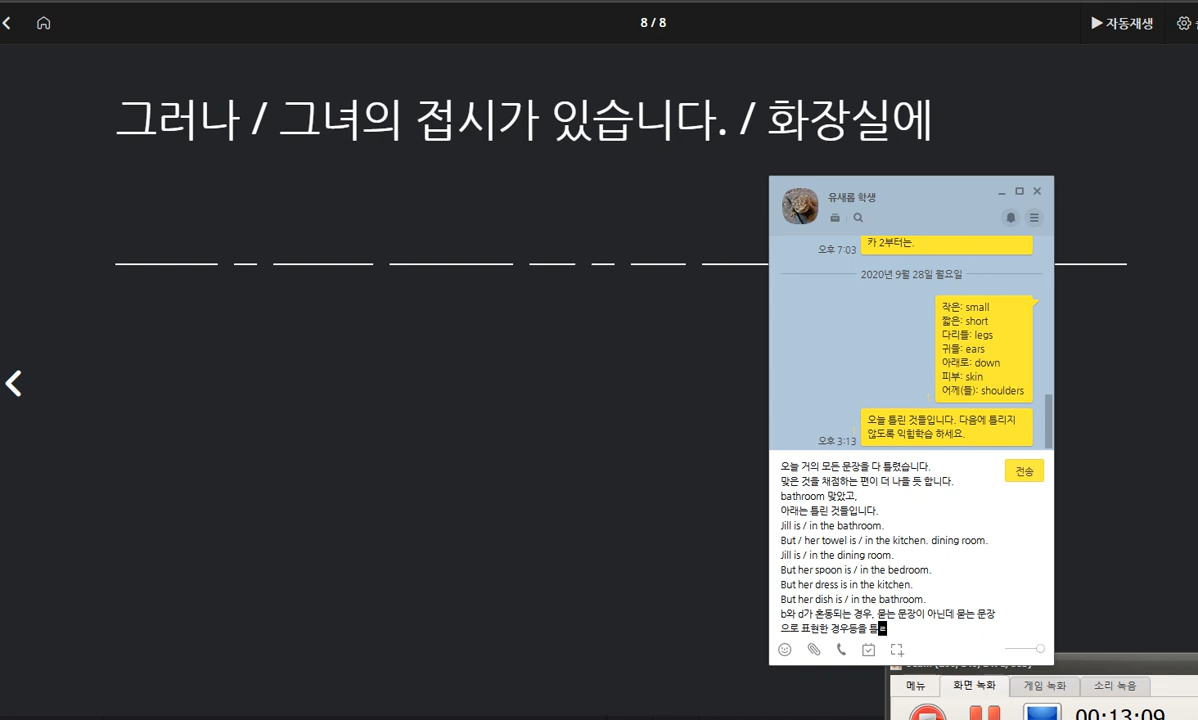 8 / 8
▶ 자동재생
그러나 / 그녀의 접시가 있습니다. / 화장실에
유새롬 학생
카 2부터는.
오후 7:03
2020년 9월 28일 월요일
작은: small
짧은: short
다리들: legs
귀들: ears
아래로: down
피부: skin
어깨(들): shoulders
오늘 틀린 것들입니다. 다음에 틀리지
않도록 익힘학습 하세요.
오후 3:13
오늘 거의 모든 문장을 다 틀렸습니다.
맞은 것을 채점하는 편이 더 나을 듯 합니다.
bathroom 맞았고,
아래는 틀린 것들입니다.
Jill is / in the bathroom.
But / her towel is / in the kitchen. dining room.
Jill is / in the dining room.
But her spoon is / in the bedroom.
But her dress is in the kitchen.
But her dish is / in the bathroom.
b와 d가 혼동되는 경우, 묻는 문장이 아닌데 묻는 문장
으로 표현한 경우등을 틀ㄹ
전송
메뉴
화면 녹화
게임 녹화
소리 녹음
00:13:09